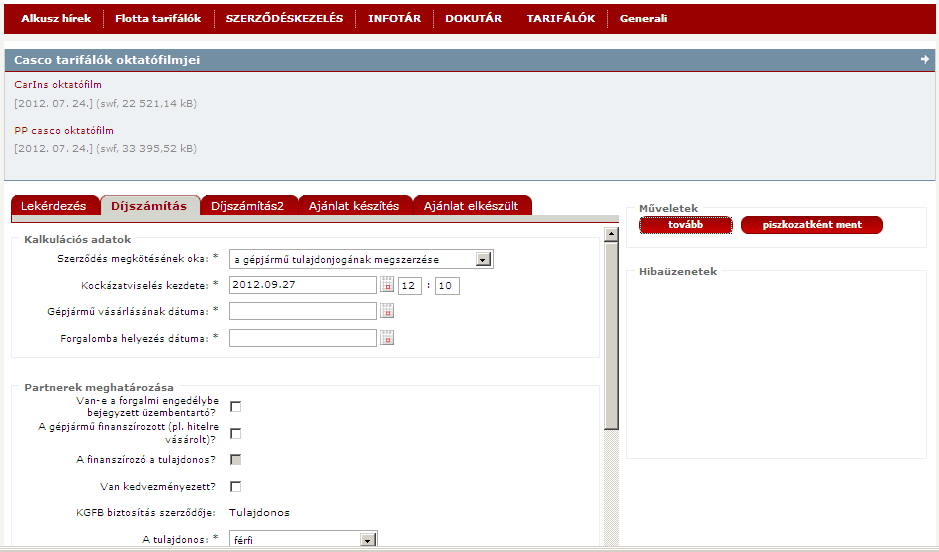 Alkusz hírek Flotta tarifálók SZERZŐDÉSKEZELÉS INFOTÁR DOKUTÁR TARIFÁLÓK Generali
Casco tarifálók oktatófilmjei
CarIns oktatófilm
[2012. 07. 24.] (swf, 22 521,14 kB)
PP casco oktatófilm
[2012. 07. 24.] (swf, 33 395,52 kB)
Lekérdezés Díjszámítás Díjszámítás2 Ajánlat készítés Ajánlat elkészült
Kalkulációs adatok
Szerződés megkötésének oka: * a gépjármű tulajdonjogának megszerzése
Kockázatviselés kezdete: * 2012.09.27 12 : 10
Gépjármű vásárlásának dátuma: *
Forgalomba helyezés dátuma: *
Partnerek meghatározása
Van-e a forgalmi engedélybe
bejegyzett üzembentartó?
A gépjármű finanszírozott (pl. hitelre
vásárolt)?
A finanszírozó a tulajdonos?
Van kedvezményezett?
KGFB biztosítás szerződője: Tulajdonos
A tulajdonos: * férfi
Műveletek
tovább piszkozatként ment
Hibaüzenetek